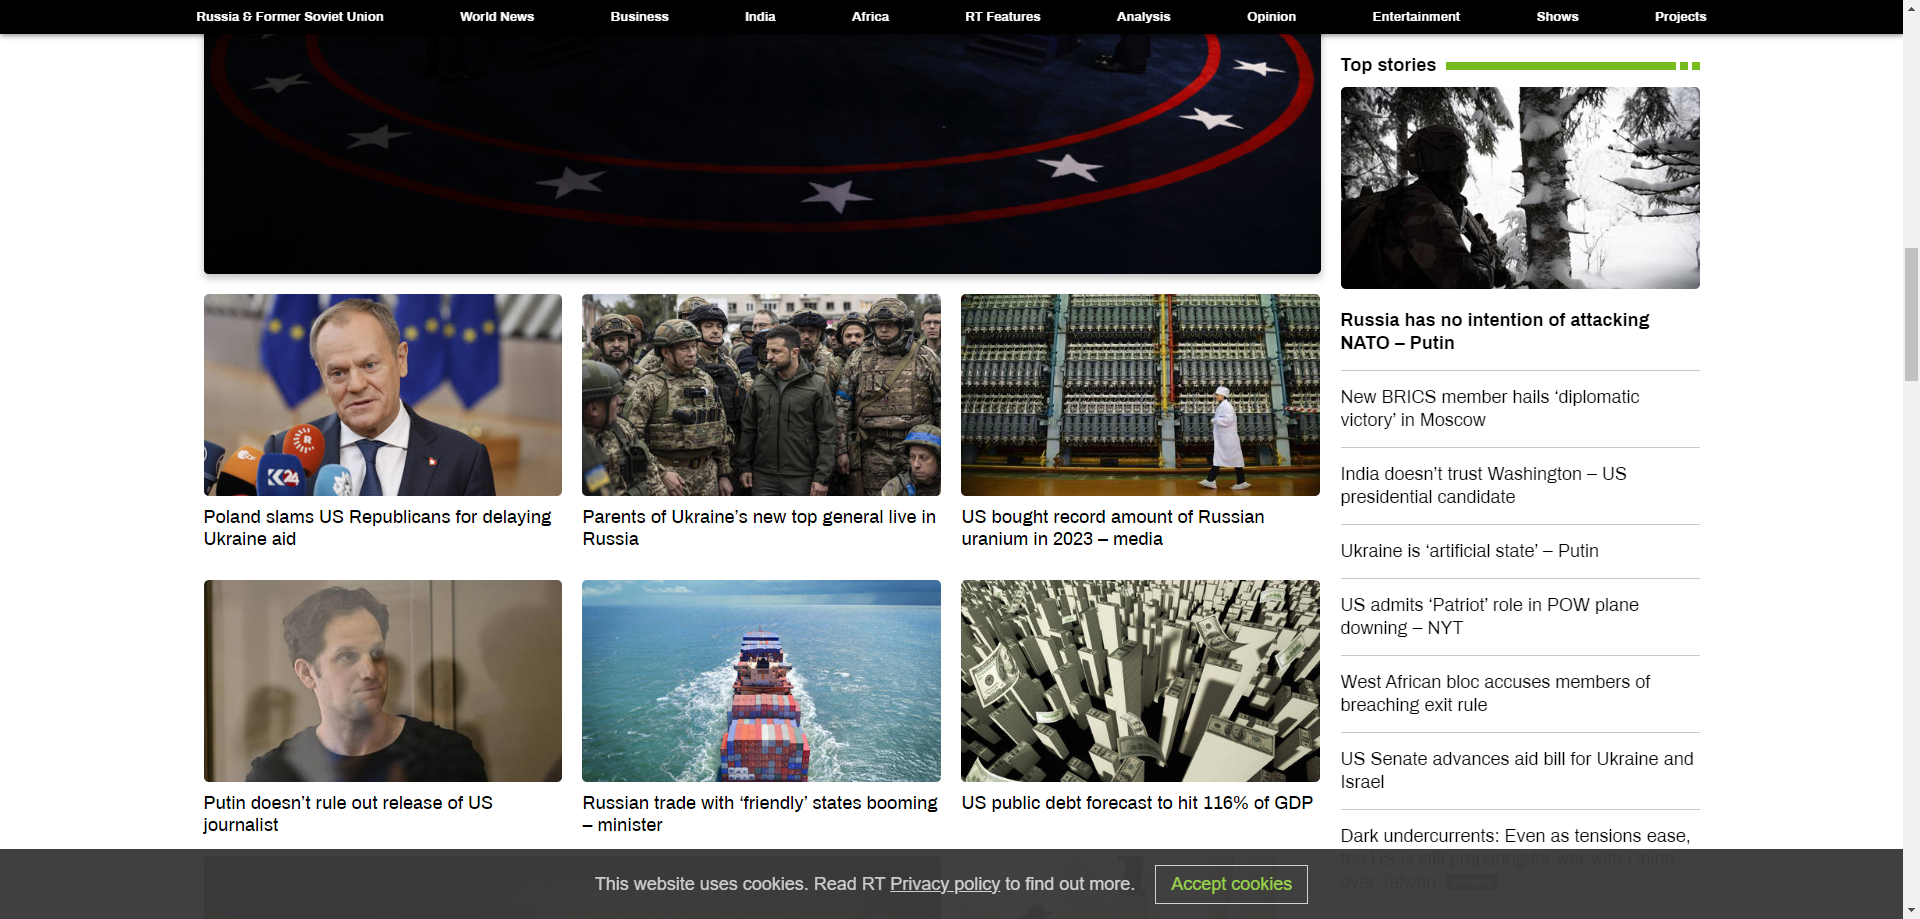 Russia & Former Soviet Union
World News
Business
India
Africa
RT Features
Analysis
Opinion
Entertainment
Shows
Projects
Top stories
Russia has no intention of attacking
NATO – Putin
New BRICS member hails ‘diplomatic
victory’ in Moscow
India doesn’t trust Washington – US
presidential candidate
Ukraine is ‘artificial state’ – Putin
US admits ‘Patriot’ role in POW plane
downing – NYT
West African bloc accuses members of
breaching exit rule
US Senate advances aid bill for Ukraine and
Israel
Dark undercurrents: Even as tensions ease,
the US is still preparing for war with China
over Taiwan
K24
Poland slams US Republicans for delaying
Ukraine aid
Parents of Ukraine’s new top general live in
Russia
US bought record amount of Russian
uranium in 2023 – media
Putin doesn’t rule out release of US
journalist
Russian trade with ‘friendly’ states booming
– minister
US public debt forecast to hit 116% of GDP
This website uses cookies. Read RT Privacy policy to find out more.
Accept cookies